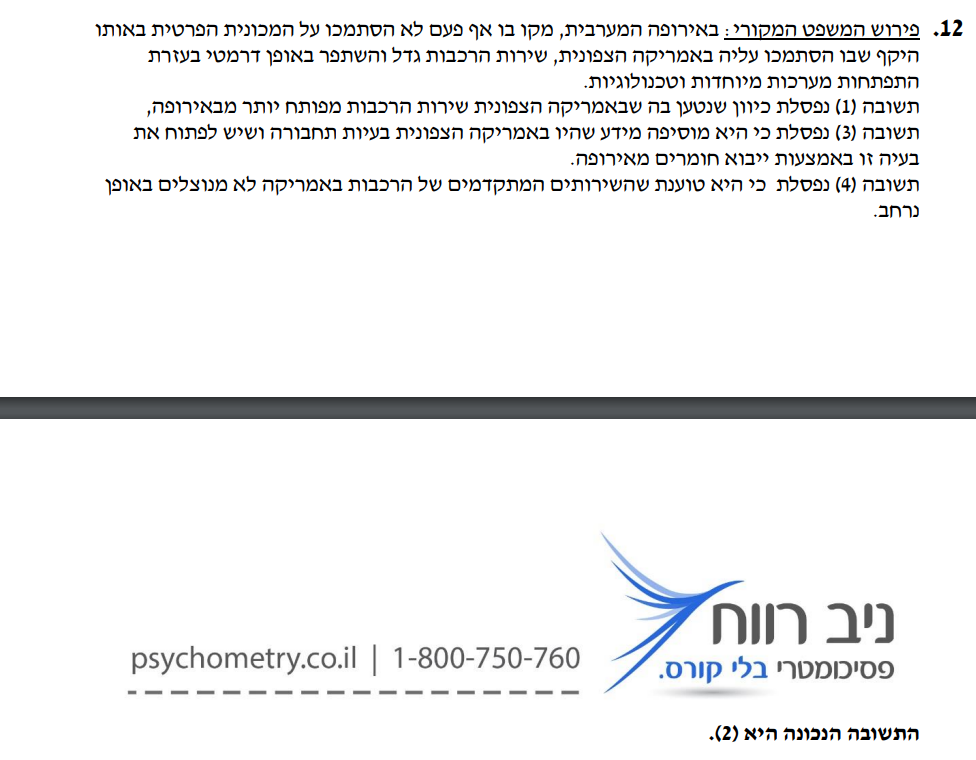 12. פירוש המשפט המקורי: באירופה המערבית, מקו בו אף פעם לא הסתמכו על המכונית הפרטית באותו
היקף שבו הסתמכו עליה באמריקה הצפונית, שירות הרכבות גדל והשתפר באופן דרמטי בעזרת
התפתחות מערכות מיוחדות וטכנולוגיות.
תשובה (1) נפסלת כיוון שנטען בה שבאמריקה הצפונית שירות הרכבות מפותח יותר מבאירופה,
תשובה (3) נפסלת כי היא מוסיפה מידע שהיו באמריקה הצפונית בעיות תחבורה ושיש לפתוח את
בעיה זו באמצעות ייבוא חומרים מאירופה.
תשובה (4) נפסלת כי היא טוענת שהשירותים המתקדמים של הרכבות באמריקה לא מנוצלים באופן
נרחב.
ניב רווח
פסיכומטרי בלי קורס.
psychometry.co.il | 1-800-750-760
התשובה הנכונה היא (2).